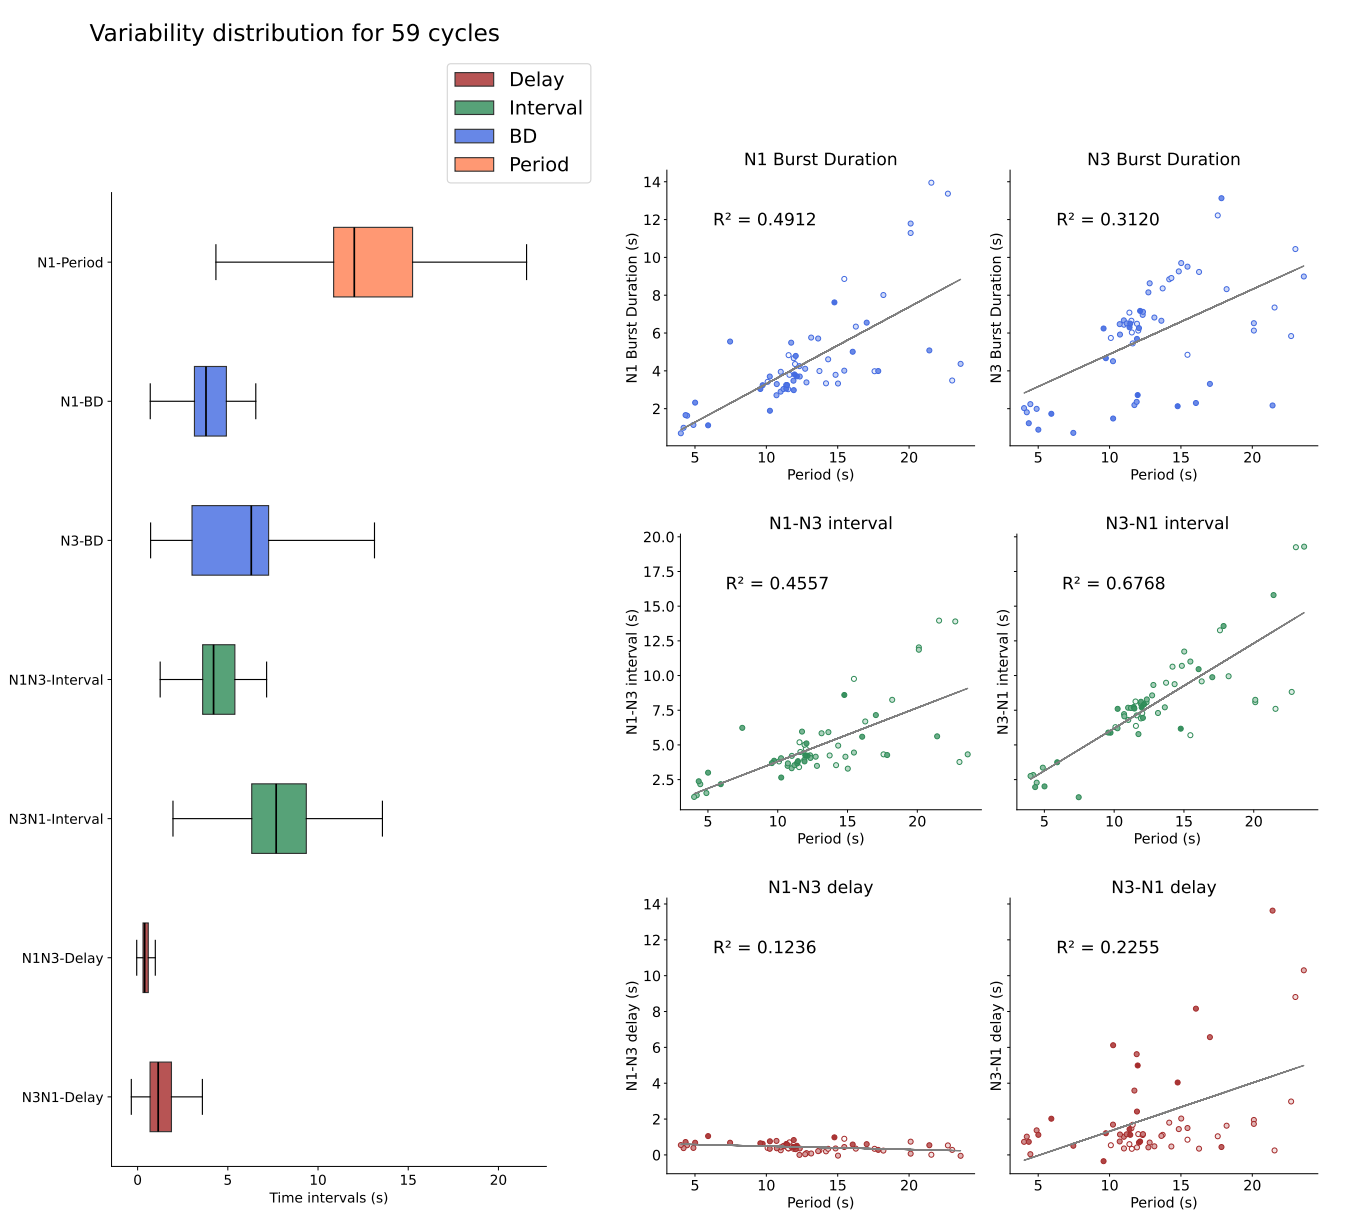 Variability distribution for 59 cycles
Delay
Interval
BD
Period
N1-Period
N1-BD
N3-BD
N1N3-Interval
N3N1-Interval
N1N3-Delay
N3N1-Delay
0 5 10 15 20
Time intervals (s)
N1 Burst Duration
R² = 0.4912
N1 Burst Duration (s)
14
12
10
8
6
4
2
5 10 15 20
Period (s)
N3 Burst Duration
R² = 0.3120
N3 Burst Duration (s)
5 10 15 20
Period (s)
N1-N3 interval
R² = 0.4557
N1-N3 interval (s)
20.0
17.5
15.0
12.5
10.0
7.5
5.0
2.5
5 10 15 20
Period (s)
N3-N1 interval
R² = 0.6768
N3-N1 interval (s)
5 10 15 20
Period (s)
N1-N3 delay
R² = 0.1236
N1-N3 delay (s)
14
12
10
8
6
4
2
0
5 10 15 20
Period (s)
N3-N1 delay
R² = 0.2255
N3-N1 delay (s)
5 10 15 20
Period (s)